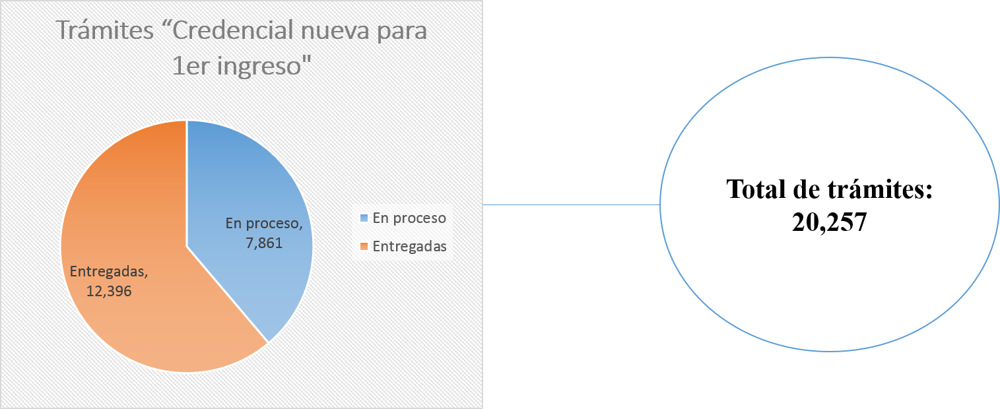 Trámites “Credencial nueva para
1er ingreso"
En proceso,
7,861
Entregadas,
12,396
En proceso
Entregadas
Total de trámites:
20,257